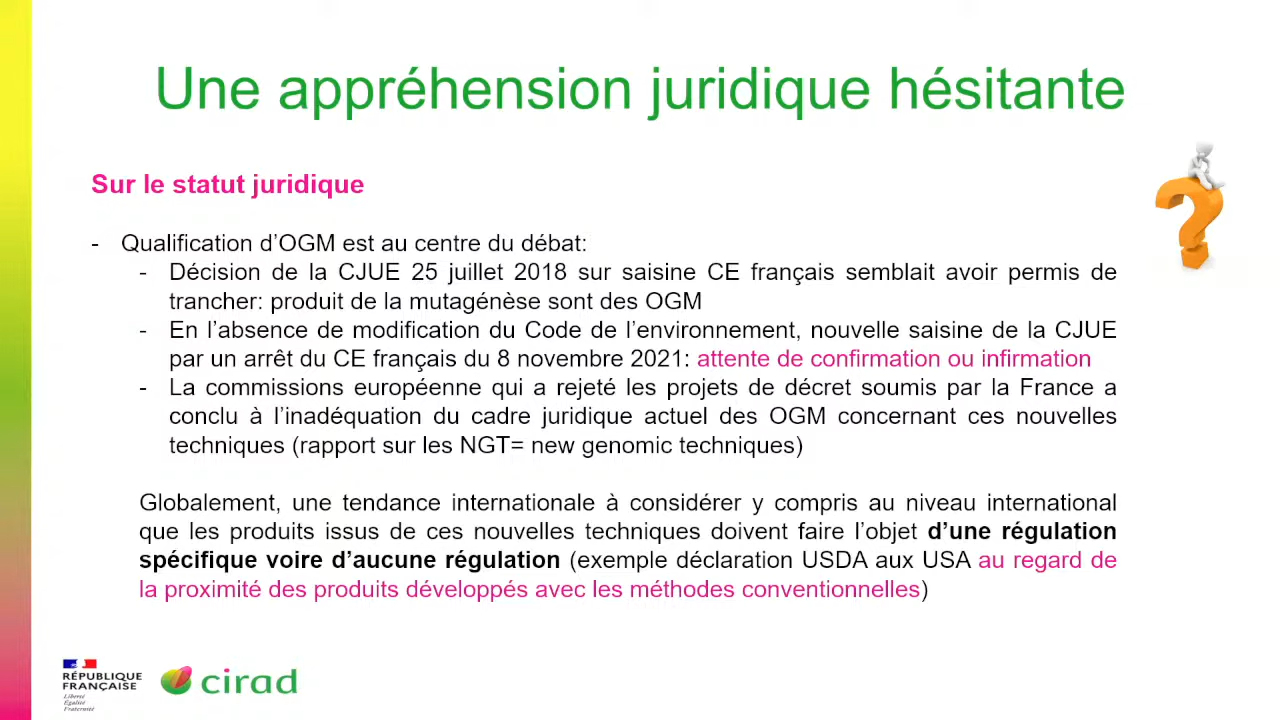 Une appréhension juridique hésitante
Sur le statut juridique
- Qualification d’OGM est au centre du débat:
- Décision de la CJUE 25 juillet 2018 sur saisine CE français semblait avoir permis de
trancher: produit de la mutagénèse sont des OGM
- En l’absence de modification du Code de l’environnement, nouvelle saisine de la CJUE
par un arrêt du CE français du 8 novembre 2021: attente de confirmation ou infirmation
- La commissions européenne qui a rejeté les projets de décret soumis par la France a
conclu à l’inadéquation du cadre juridique actuel des OGM concernant ces nouvelles
techniques (rapport sur les NGT= new genomic techniques)
Globalement, une tendance internationale à considérer y compris au niveau international
que les produits issus de ces nouvelles techniques doivent faire l’objet d’une régulation
spécifique voire d’aucune régulation (exemple déclaration USDA aux USA au regard de
la proximité des produits développés avec les méthodes conventionnelles)
RÉPUBLIQUE
FRANÇAISE
Liberté
Égalité
Fraternité
cirad